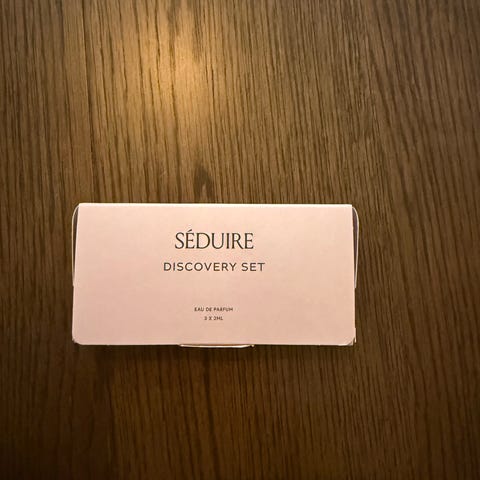 SÉDUIRE
DISCOVERY SET
EAU DE PARFUM
3 X 2ML